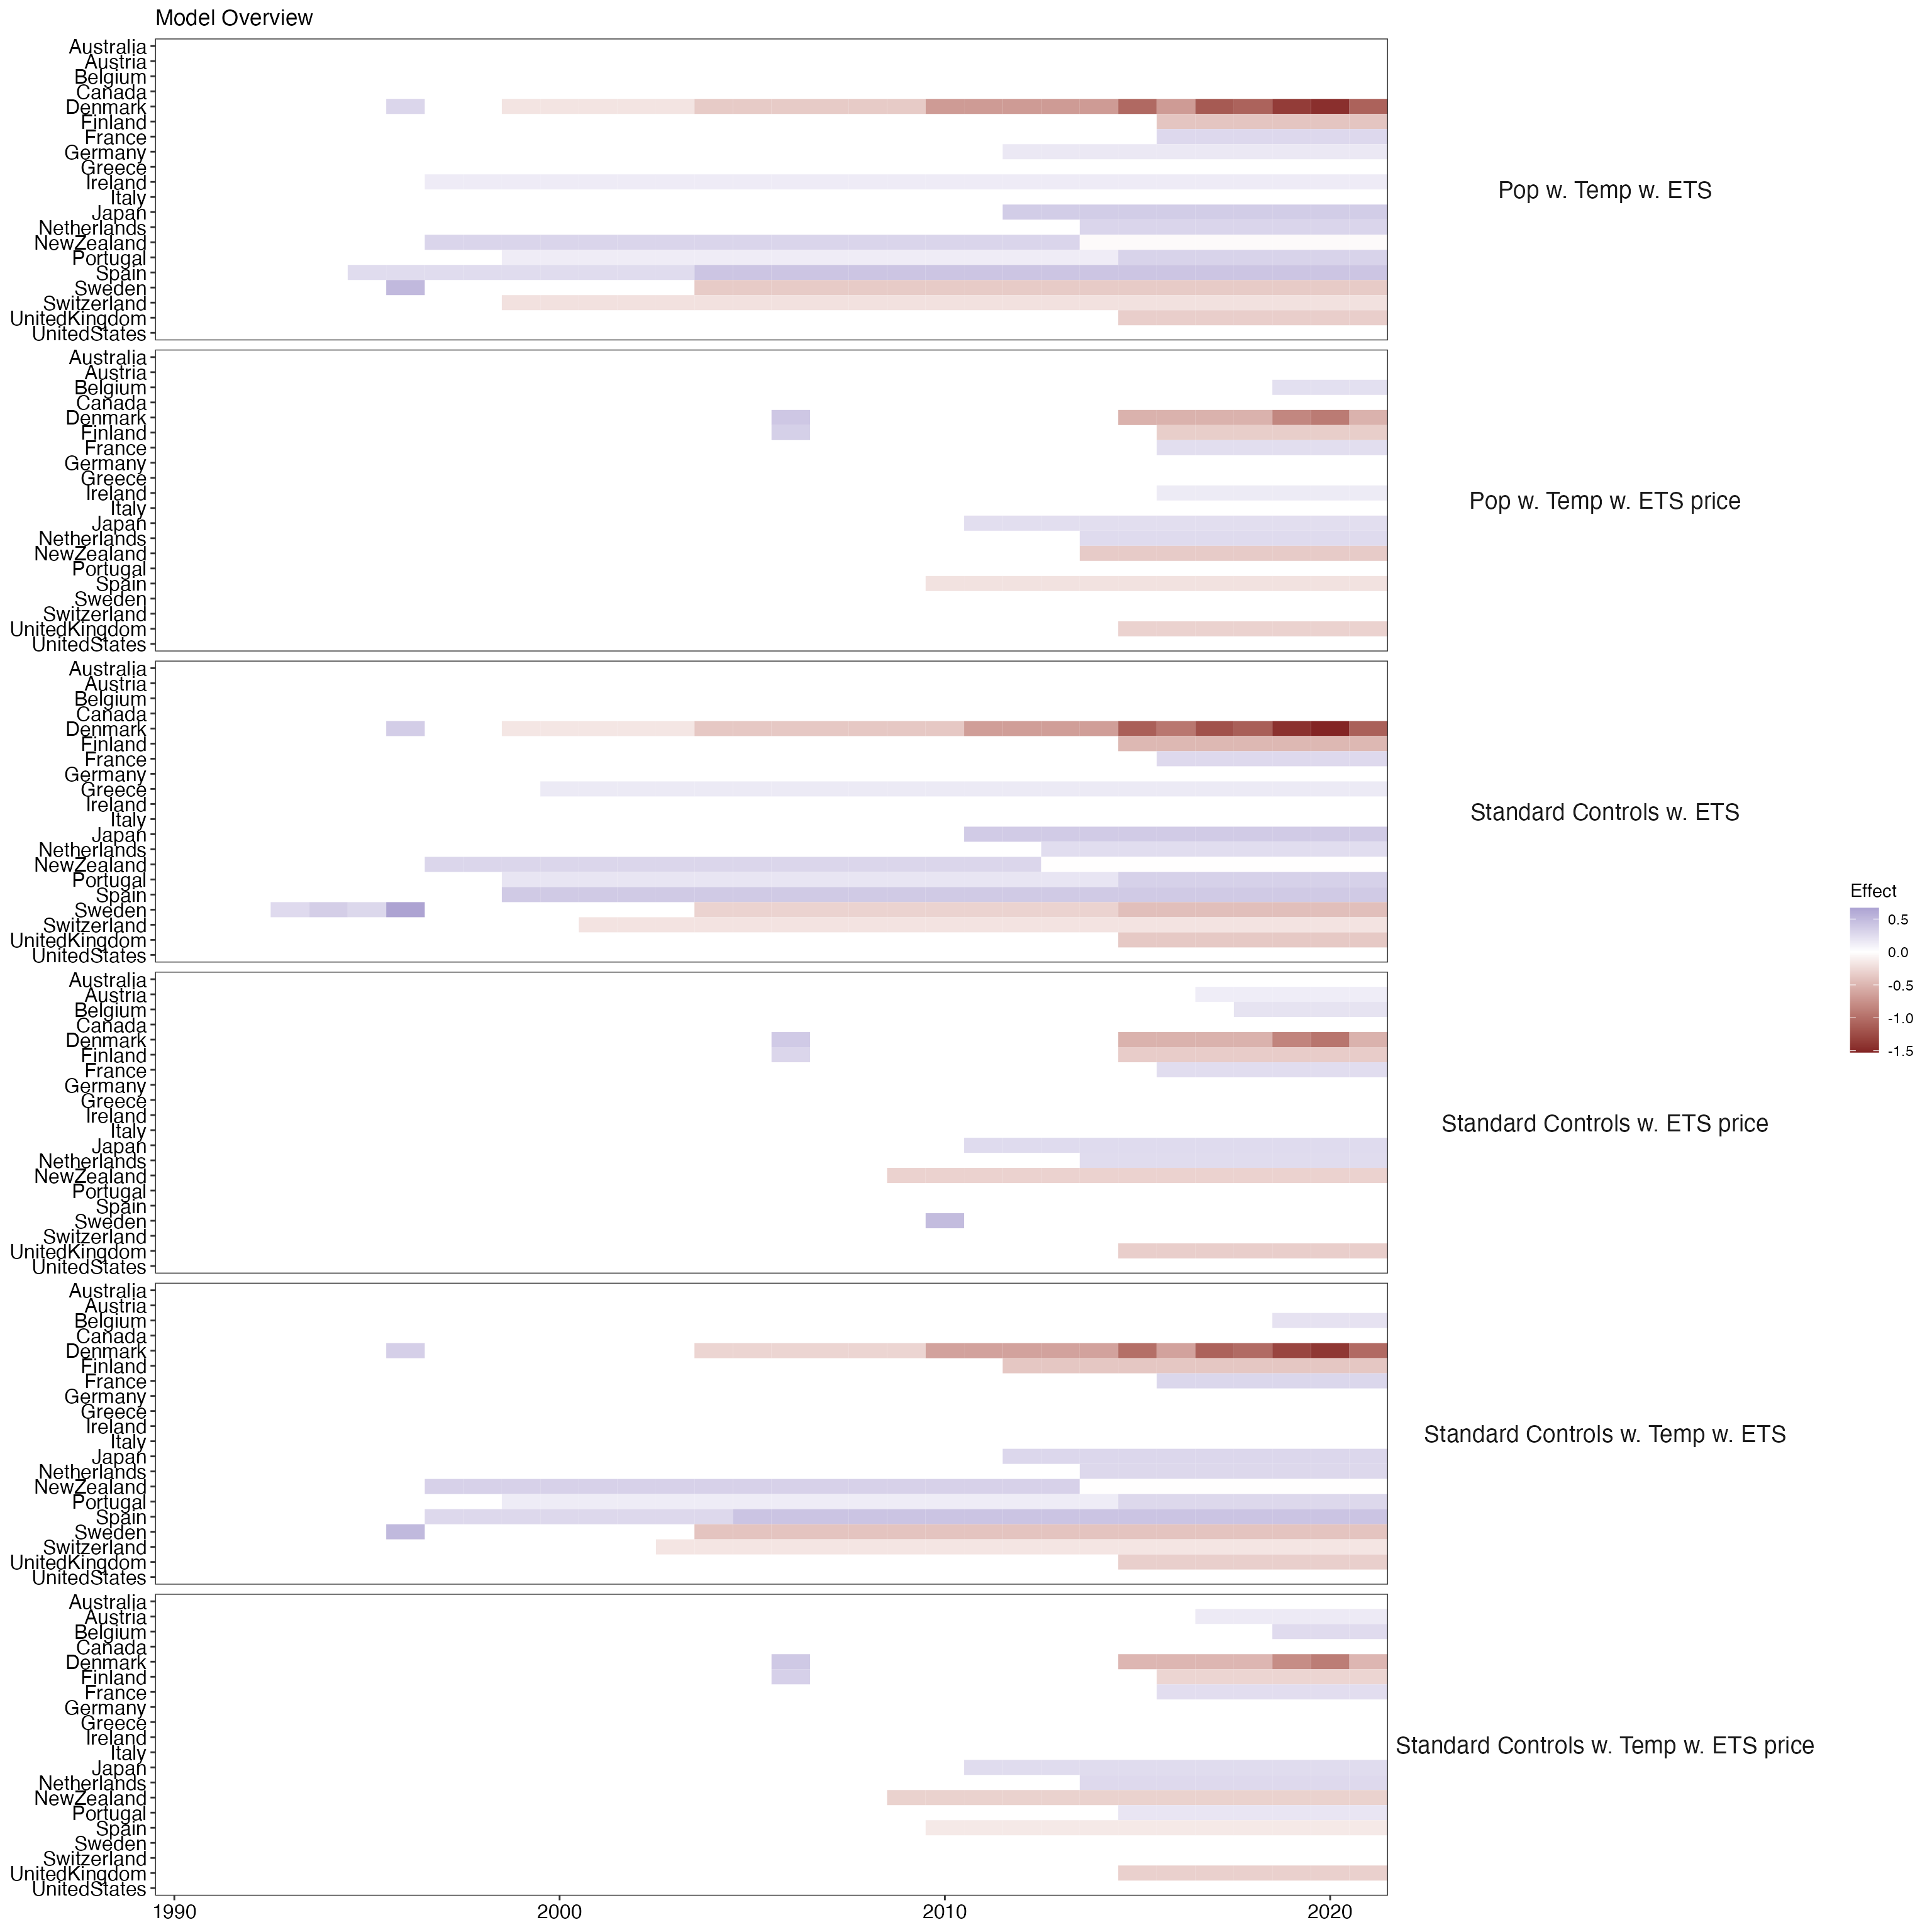 Model Overview
Australia
Austria
Belgium
Canada
Denmark
Finland
France
Germany
Greece
Ireland
Italy
Japan
Netherlands
NewZealand
Portugal
Spain
Sweden
Switzerland
UnitedKingdom
UnitedStates
Pop w. Temp w. ETS
Australia
Austria
Belgium
Canada
Denmark
Finland
France
Germany
Greece
Ireland
Italy
Japan
Netherlands
NewZealand
Portugal
Spain
Sweden
Switzerland
UnitedKingdom
UnitedStates
Pop w. Temp w. ETS price
Australia
Austria
Belgium
Canada
Denmark
Finland
France
Germany
Greece
Ireland
Italy
Japan
Netherlands
NewZealand
Portugal
Spain
Sweden
Switzerland
UnitedKingdom
UnitedStates
Standard Controls w. ETS
Australia
Austria
Belgium
Canada
Denmark
Finland
France
Germany
Greece
Ireland
Italy
Japan
Netherlands
NewZealand
Portugal
Spain
Sweden
Switzerland
UnitedKingdom
UnitedStates
Standard Controls w. ETS price
Australia
Austria
Belgium
Canada
Denmark
Finland
France
Germany
Greece
Ireland
Italy
Japan
Netherlands
NewZealand
Portugal
Spain
Sweden
Switzerland
UnitedKingdom
UnitedStates
Standard Controls w. Temp w. ETS
Australia
Austria
Belgium
Canada
Denmark
Finland
France
Germany
Greece
Ireland
Italy
Japan
Netherlands
NewZealand
Portugal
Spain
Sweden
Switzerland
UnitedKingdom
UnitedStates
Standard Controls w. Temp w. ETS price
1990 2000 2010 2020
Effect
0.5
0.0
-0.5
-1.0
-1.5